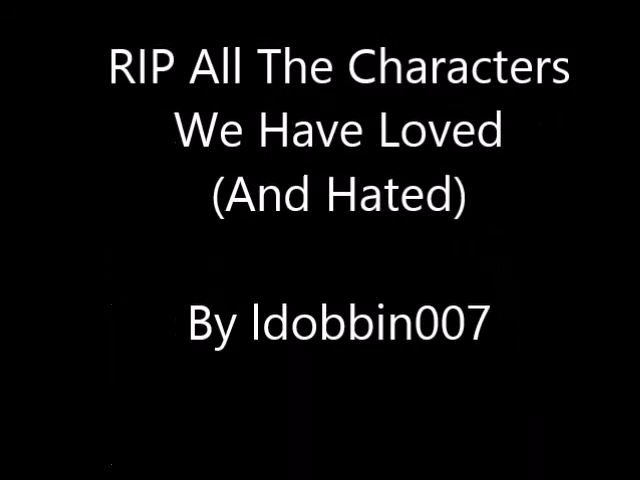 RIP All The Characters
We Have Loved
(And Hated)
By ldobbin007